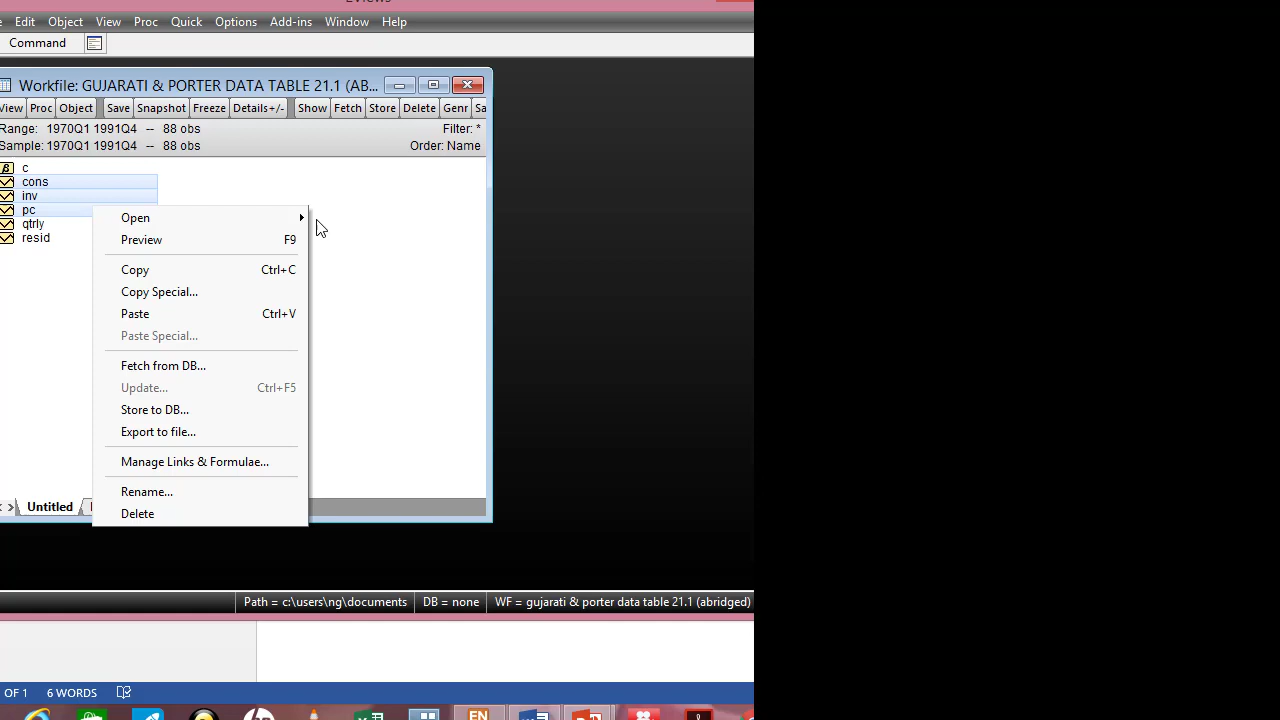 EViews
Edit Object View Proc Quick Options Add-ins Window Help
Command
Workfile: GUJARATI & PORTER DATA TABLE 21.1 (AB...
View Proc Object Save Snapshot Freeze Details+/- Show Fetch Store Delete Genr Sa
Range: 1970Q1 1991Q4 -- 88 obs Filter: *
Sample: 1970Q1 1991Q4 -- 88 obs Order: Name
β c
cons
inv
pc
qtrly
resid
Open
Preview F9
Copy Ctrl+C
Copy Special...
Paste Ctrl+V
Paste Special...
Fetch from DB...
Update... Ctrl+F5
Store to DB...
Export to file...
Manage Links & Formulae...
Rename...
Delete
Untitled
Path = c:\users\ng\documents DB = none WF = gujarati & porter data table 21.1 (abridged)
OF 1 6 WORDS
EN